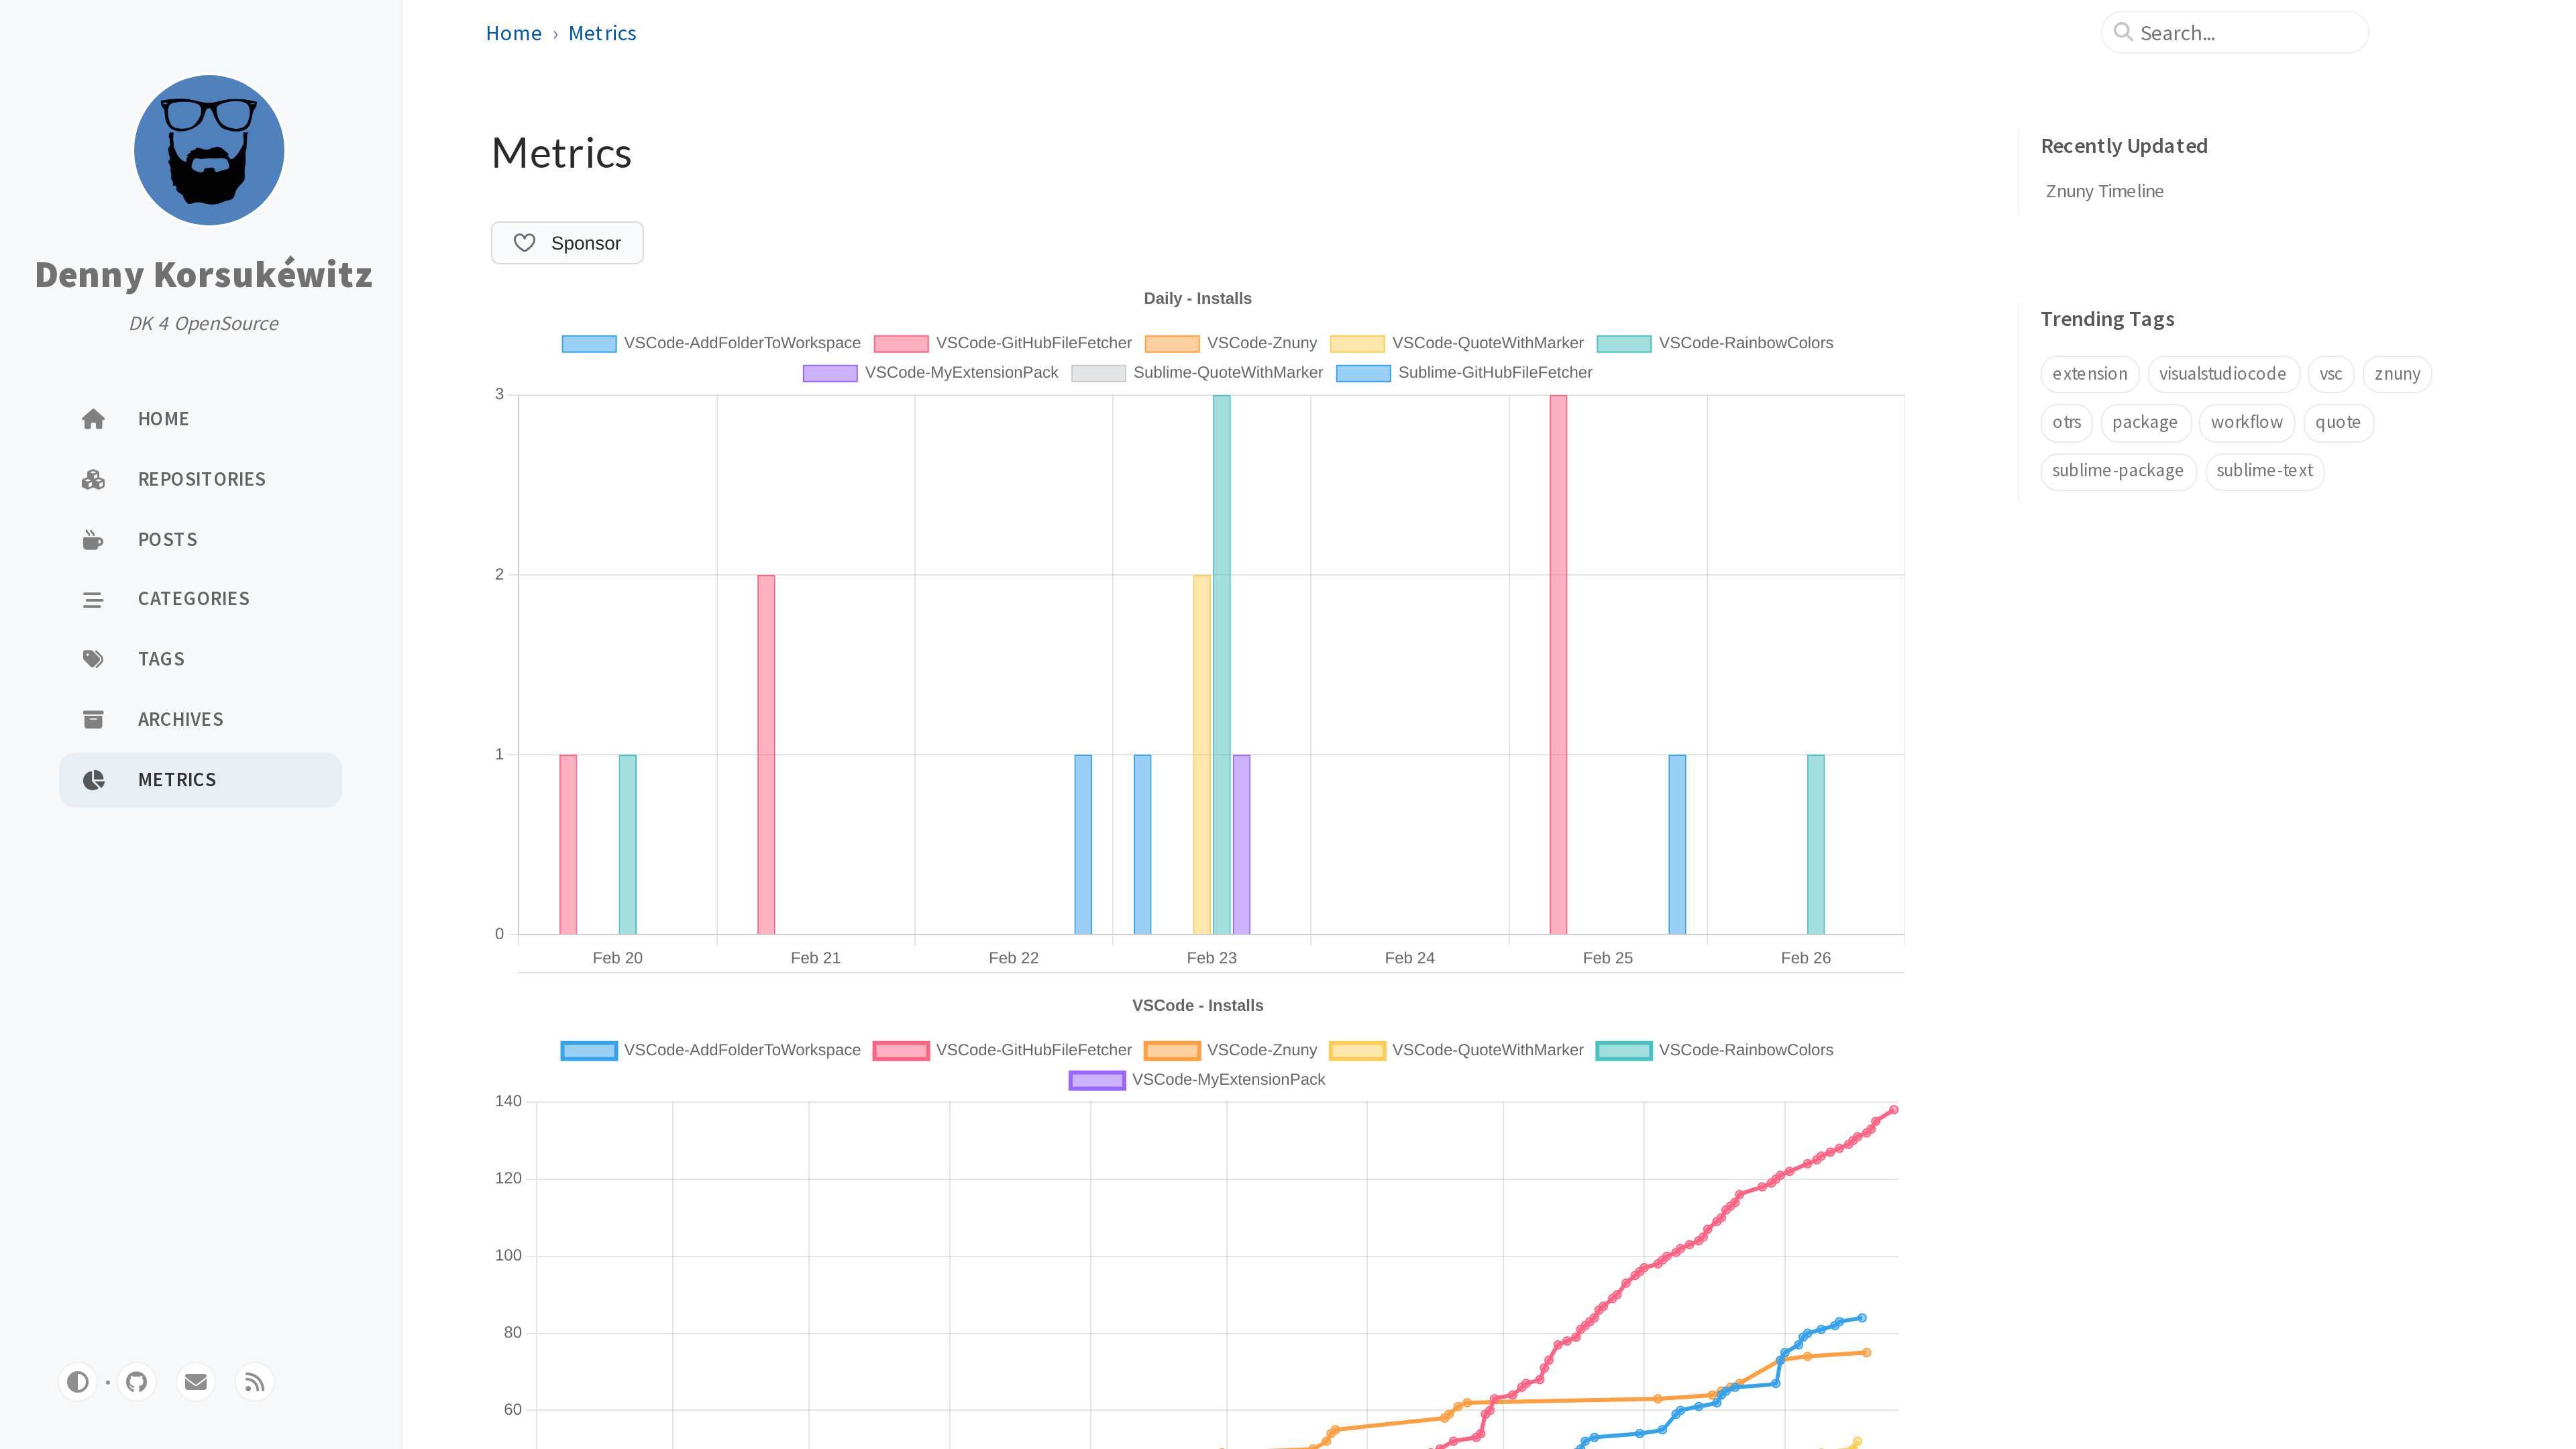 Home › Metrics
Search...
Denny Korsukéwitz
DK 4 OpenSource
HOME
REPOSITORIES
POSTS
CATEGORIES
TAGS
ARCHIVES
METRICS
Metrics
Sponsor
Daily - Installs
VSCode-AddFolderToWorkspace VSCode-GitHubFileFetcher VSCode-Znuny VSCode-QuoteWithMarker VSCode-RainbowColors
VSCode-MyExtensionPack Sublime-QuoteWithMarker Sublime-GitHubFileFetcher
3
2
1
0
Feb 20 Feb 21 Feb 22 Feb 23 Feb 24 Feb 25 Feb 26
VSCode - Installs
VSCode-AddFolderToWorkspace VSCode-GitHubFileFetcher VSCode-Znuny VSCode-QuoteWithMarker VSCode-RainbowColors
VSCode-MyExtensionPack
140
120
100
80
60
Recently Updated
Znuny Timeline
Trending Tags
extension visualstudiocode vsc znuny
otrs package workflow quote
sublime-package sublime-text